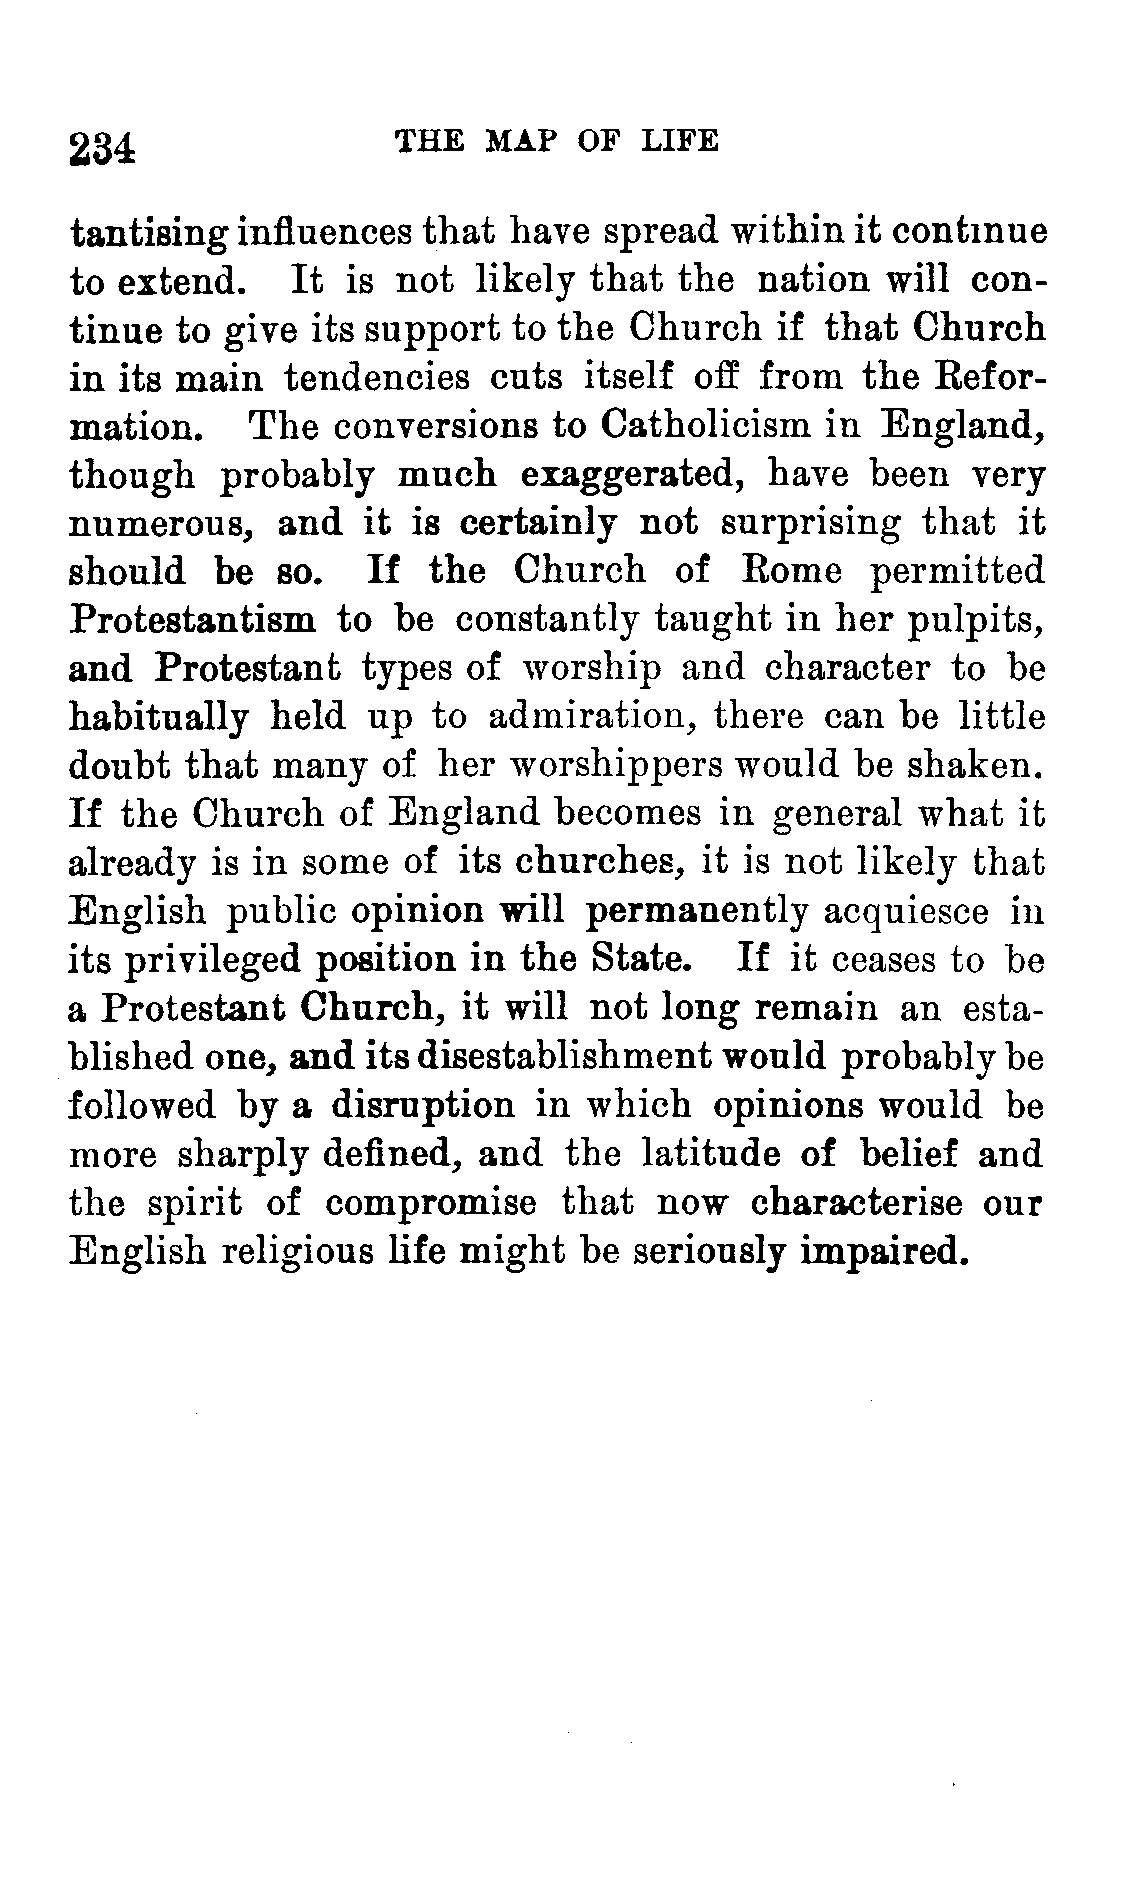 234 THE MAP OF LIFE
tantising influences that have spread within it continue
to extend. It is not likely that the nation will con-
tinue to give its support to the Church if that Church
in its main tendencies cuts itself off from the Refor-
mation. The conversions to Catholicism in England,
though probably much exaggerated, have been very
numerous, and it is certainly not surprising that it
should be so. If the Church of Rome permitted
Protestantism to be constantly taught in her pulpits,
and Protestant types of worship and character to be
habitually held up to admiration, there can be little
doubt that many of her worshippers would be shaken.
If the Church of England becomes in general what it
already is in some of its churches, it is not likely that
English public opinion will permanently acquiesce in
its privileged position in the State. If it ceases to be
a Protestant Church, it will not long remain an esta-
blished one, and its disestablishment would probably be
followed by a disruption in which opinions would be
more sharply defined, and the latitude of belief and
the spirit of compromise that now characterise our
English religious life might be seriously impaired.